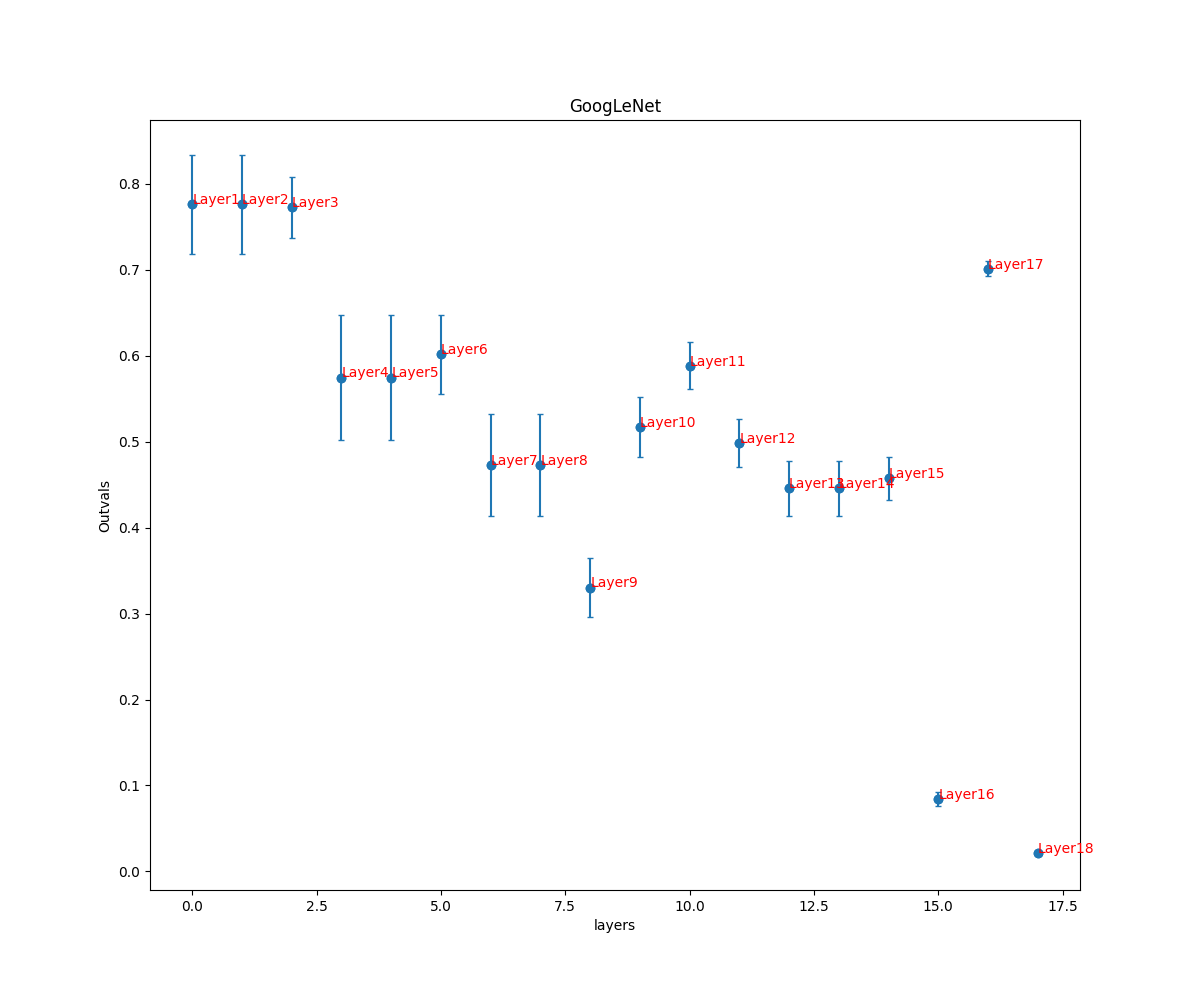 GoogLeNet
0.8
0.7
0.6
0.5
0.4
0.3
0.2
0.1
0.0
Outvals
Layer1 Layer2 Layer3
Layer17
Layer6
Layer11
Layer4 Layer5
Layer10
Layer12
Layer7 Layer8
Layer15
Layer13 Layer14
Layer9
Layer16
Layer18
0.0 2.5 5.0 7.5 10.0 12.5 15.0 17.5
layers